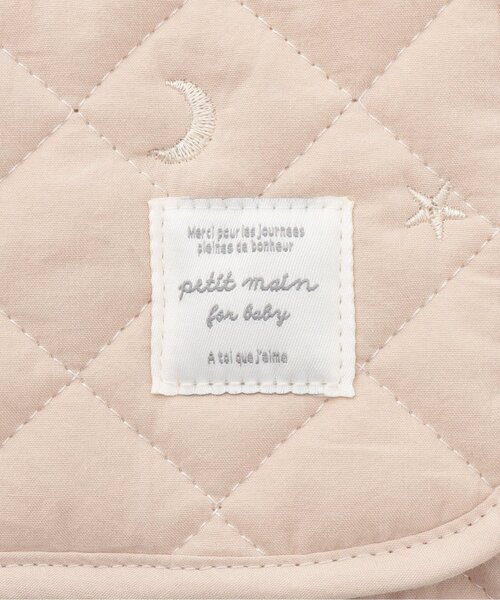 Merci pour les journées
pleines de bonheur
petit main
for baby
A toi que j'aime